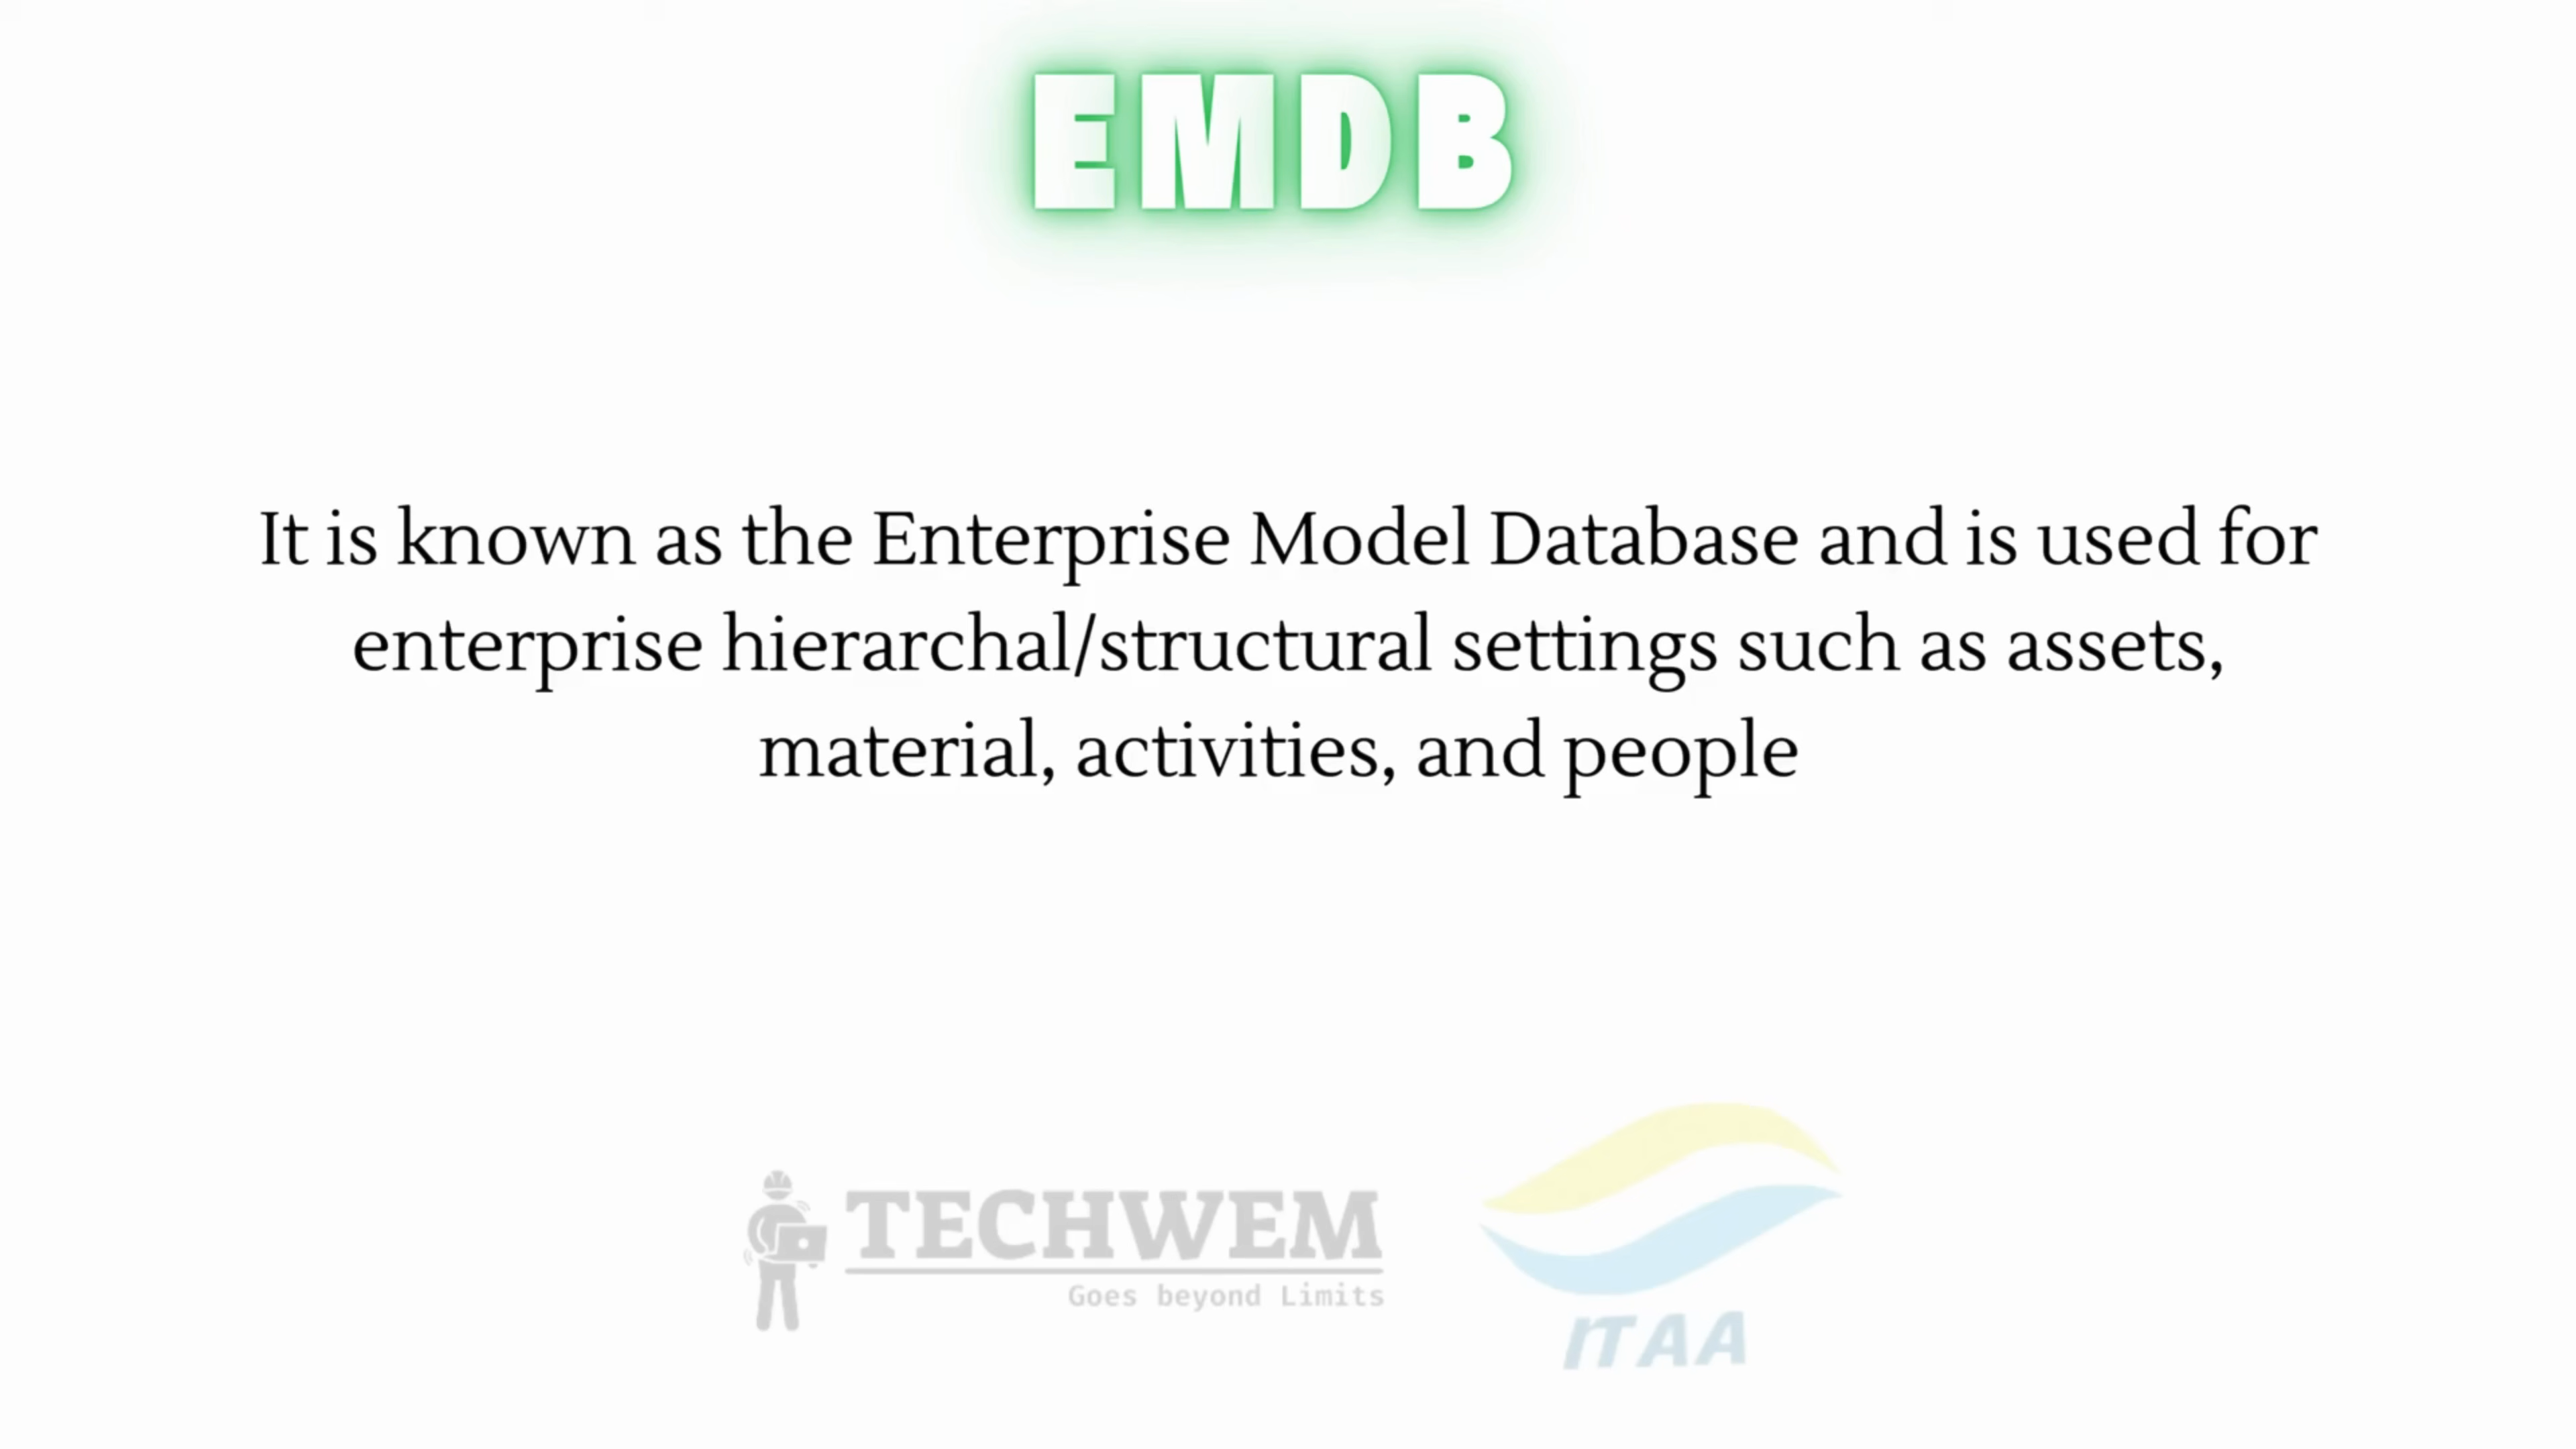 EMDB
It is known as the Enterprise Model Database and is used for
enterprise hierarchal/structural settings such as assets,
material, activities, and people
TECHWEM
Goes beyond Limits
ITAA